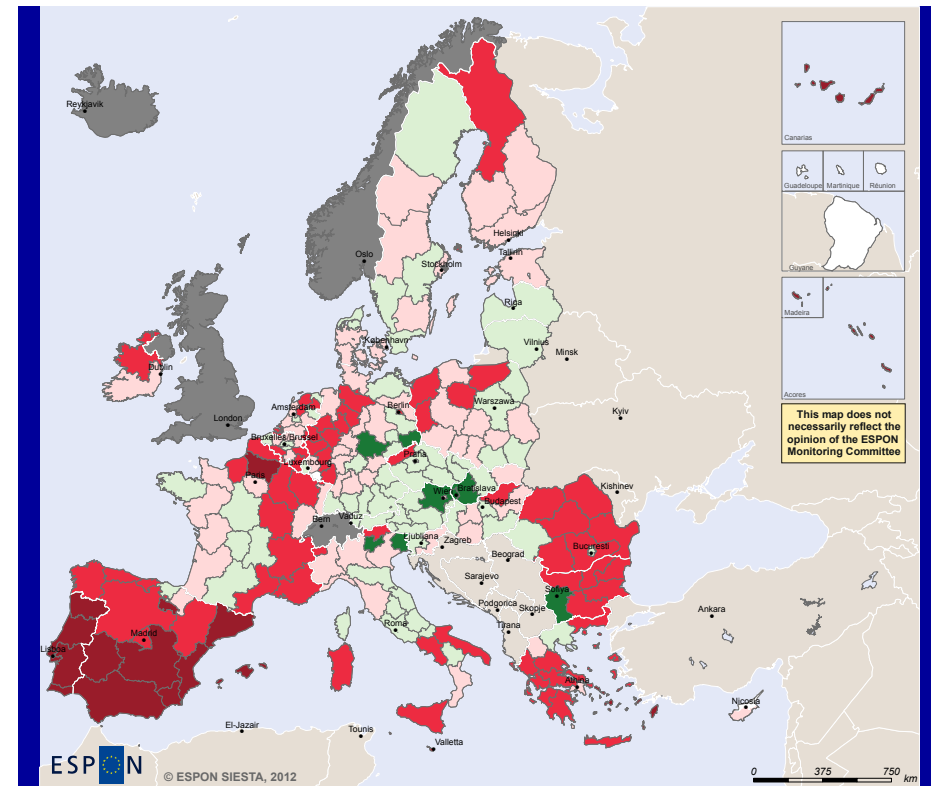 Canarias
Reykjavik
Guadeloupe
Martinique
Réunion
Helsinki
Tallinn
Oslo
Stockholm
Guyane
Riga
Madeira
København
Vilnius
Minsk
Dublin
Acores
Amsterdam
Berlin
Warszawa
This map does not
necessarily reflect the
opinion of the ESPON
Monitoring Committee
London
Kyiv
Bruxelles/Brussel
Praha
Luxembourg
Paris
Kishinev
Wien
Bratislava
Budapest
Bern
Vaduz
Ljubliana
Zagreb
Bucuresti
Beograd
Sarajevo
Sofiya
Podgorica
Skopje
Ankara
Roma
Tirana
Madrid
Lisboa
Athina
Nicosia
El-Jazair
Tounis
Valletta
ESPON
© ESPON SIESTA, 2012
0 375 750
km